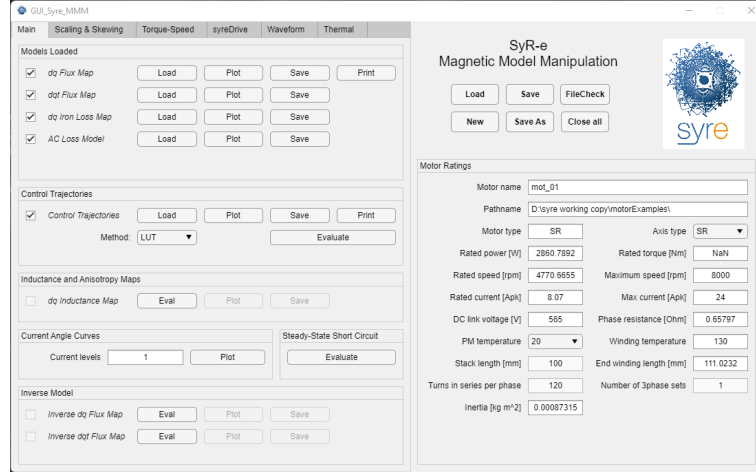 GUI_Syre_MMM
Main Scaling & Skewing Torque-Speed syreDrive Waveform Thermal
Models Loaded
dq Flux Map Load Plot Save Print
dqt Flux Map Load Plot Save
dq Iron Loss Map Load Plot Save
AC Loss Model Load Plot Save
Control Trajectories
Control Trajectories Load Plot Save Print
Method: LUT Evaluate
Inductance and Anisotropy Maps
dq Inductance Map Eval Plot Save
Current Angle Curves
Current levels 1 Plot
Steady-State Short Circuit
Evaluate
Inverse Model
Inverse dq Flux Map Eval Plot Save
Inverse dqt Flux Map Eval Plot Save
SyR-e
Magnetic Model Manipulation
Load Save FileCheck
New Save As Close all
syre
Motor Ratings
Motor name mot_01
Pathname D:\syre working copy\motorExamples\
Motor type SR Axis type SR
Rated power [W] 2860.7892 Rated torque [Nm] NaN
Rated speed [rpm] 4770.6655 Maximum speed [rpm] 8000
Rated current [Apk] 8.07 Max current [Apk] 24
DC link voltage [V] 565 Phase resistance [Ohm] 0.65797
PM temperature 20 Winding temperature 130
Stack length [mm] 100 End winding length [mm] 111.0232
Turns in series per phase 120 Number of 3phase sets 1
Inertia [kg m^2] 0.00087315